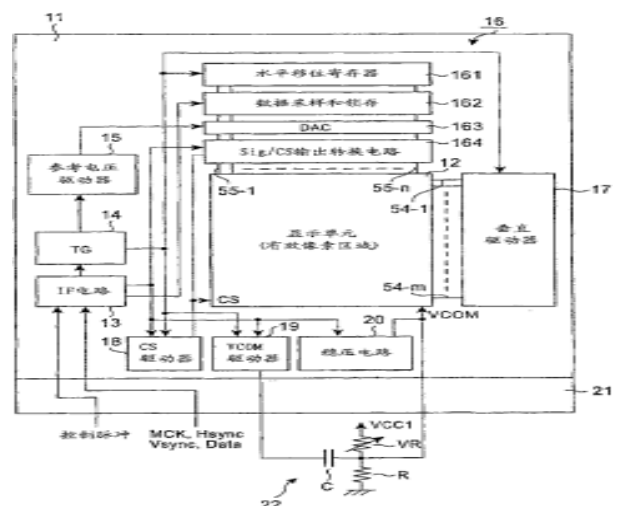 11
16
水平移位寄存器
161
数据采样和锁存
162
DAC
163
Sig/CS输出转换电路
164
15
参考电压
驱动器
55-1
55-n
12
54-1
17
14
TG
显示单元
(有效像素区域)
垂直
驱动器
IF电路
13
CS
54-m
VCOM
18
CS
驱动器
19
VCOM
驱动器
20
稳压电路
21
控制脉冲
MCK, Hsync
Vsync, Data
VCC1
VR
C
R
22